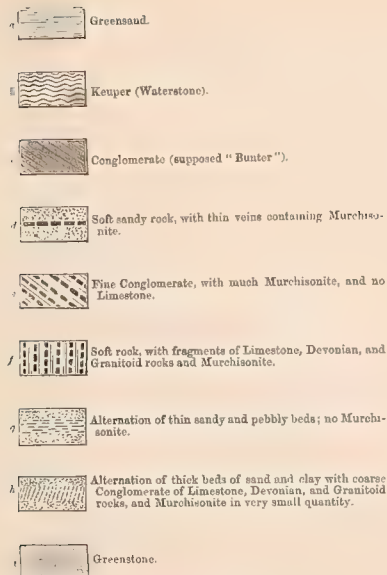 a Greensand.
Keuper (Waterstone).
Conglomerate (supposed "Bunter").
d Soft sandy rock, with thin veins containing Murchiso-
nite.
e Fine Conglomerate, with much Murchisonite, and no
Limestone.
f Soft rock, with fragments of Limestone, Devonian, and
Granitoid rocks and Murchisonite.
g Alternation of thin sandy and pebbly beds; no Murchi-
sonite.
h Alternation of thick beds of sand and clay with coarse
Conglomerate of Limestone, Devonian, and Granitoid
rocks, and Murchisonite in very small quantity.
Greenstone.